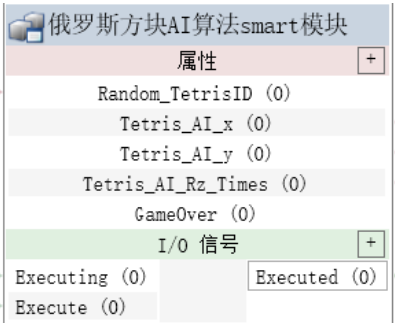 俄罗斯方块AI算法smart模块
属性 +
Random_TetrisID (0)
Tetris_AI_x (0)
Tetris_AI_y (0)
Tetris_AI_Rz_Times (0)
GameOver (0)
I/O 信号 +
Executing (0) Executed (0)
Execute (0)